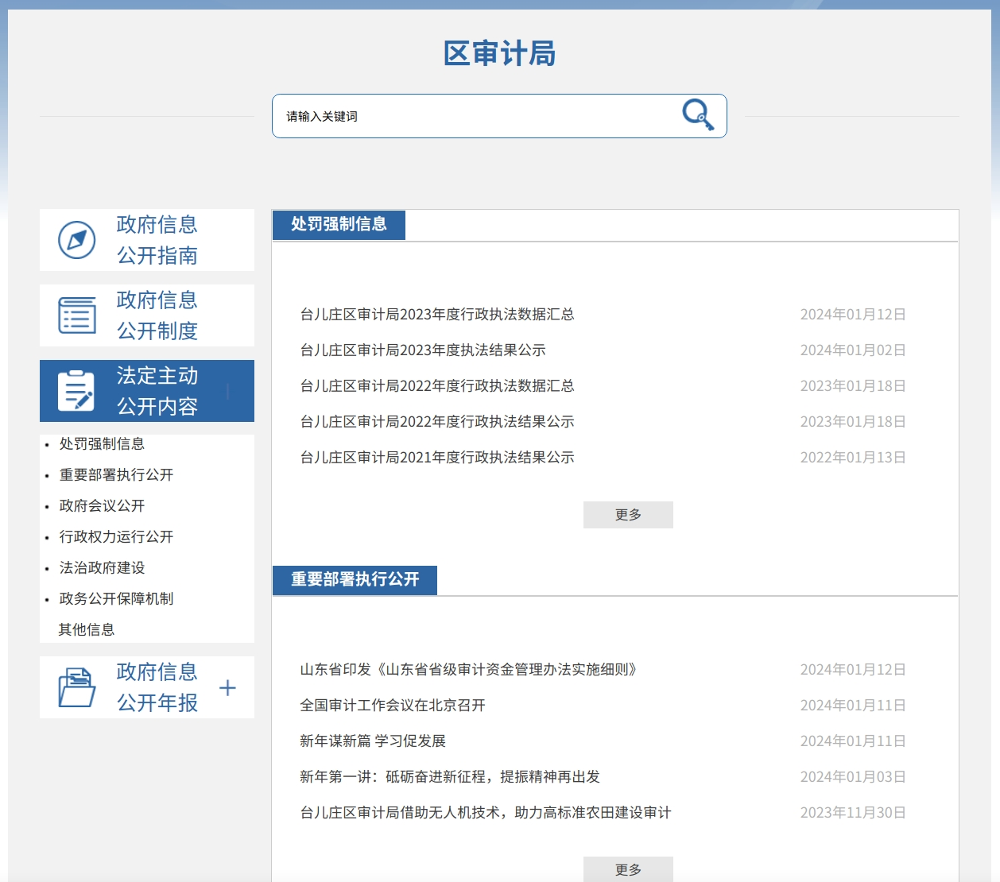 区审计局
请输入关键词
政府信息
公开指南
政府信息
公开制度
法定主动
公开内容
处罚强制信息
重要部署执行公开
政府会议公开
行政权力运行公开
法治政府建设
政务公开保障机制
其他信息
政府信息
公开年报
处罚强制信息
台儿庄区审计局2023年度行政执法数据汇总 2024年01月12日
台儿庄区审计局2023年度执法结果公示 2024年01月02日
台儿庄区审计局2022年度行政执法数据汇总 2023年01月18日
台儿庄区审计局2022年度行政执法结果公示 2023年01月18日
台儿庄区审计局2021年度行政执法结果公示 2022年01月13日
更多
重要部署执行公开
山东省印发《山东省省级审计资金管理办法实施细则》 2024年01月12日
全国审计工作会议在北京召开 2024年01月11日
新年谋新篇 学习促发展 2024年01月11日
新年第一讲：砥砺奋进新征程，提振精神再出发 2024年01月03日
台儿庄区审计局借助无人机技术，助力高标准农田建设审计 2023年11月30日
更多